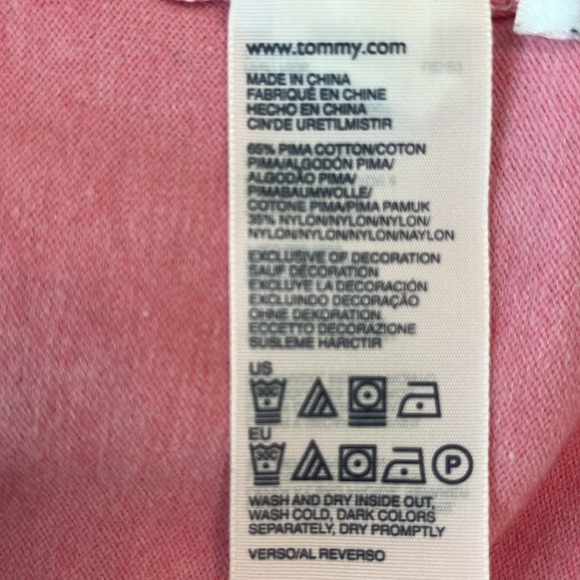 www.tommy.com
MADE IN CHINA
FABRIQUÉ EN CHINE
HECHO EN CHINA
CIN'DE URETILMISTIR
65% PIMA COTTON/COTON
PIMA/ALGODÓN PIMA/
ALGODÃO PIMA/
PIMABAUMWOLLE/
COTONE PIMA/PIMA PAMUK
35% NYLON/NYLON/NYLON/
NYLON/NYLON/NYLON/NAYLON
EXCLUSIVE OF DECORATION
SAUF DÉCORATION
EXCLUYE LA DECORACIÓN
EXCLUINDO DECORAÇÃO
OHNE DEKORATION
ECCETTO DECORAZIONE
SUSLEME HARICTIR
US
30C
EU
30C
P
WASH AND DRY INSIDE OUT,
WASH COLD, DARK COLORS
SEPARATELY, DRY PROMPTLY
VERSO/AL REVERSO